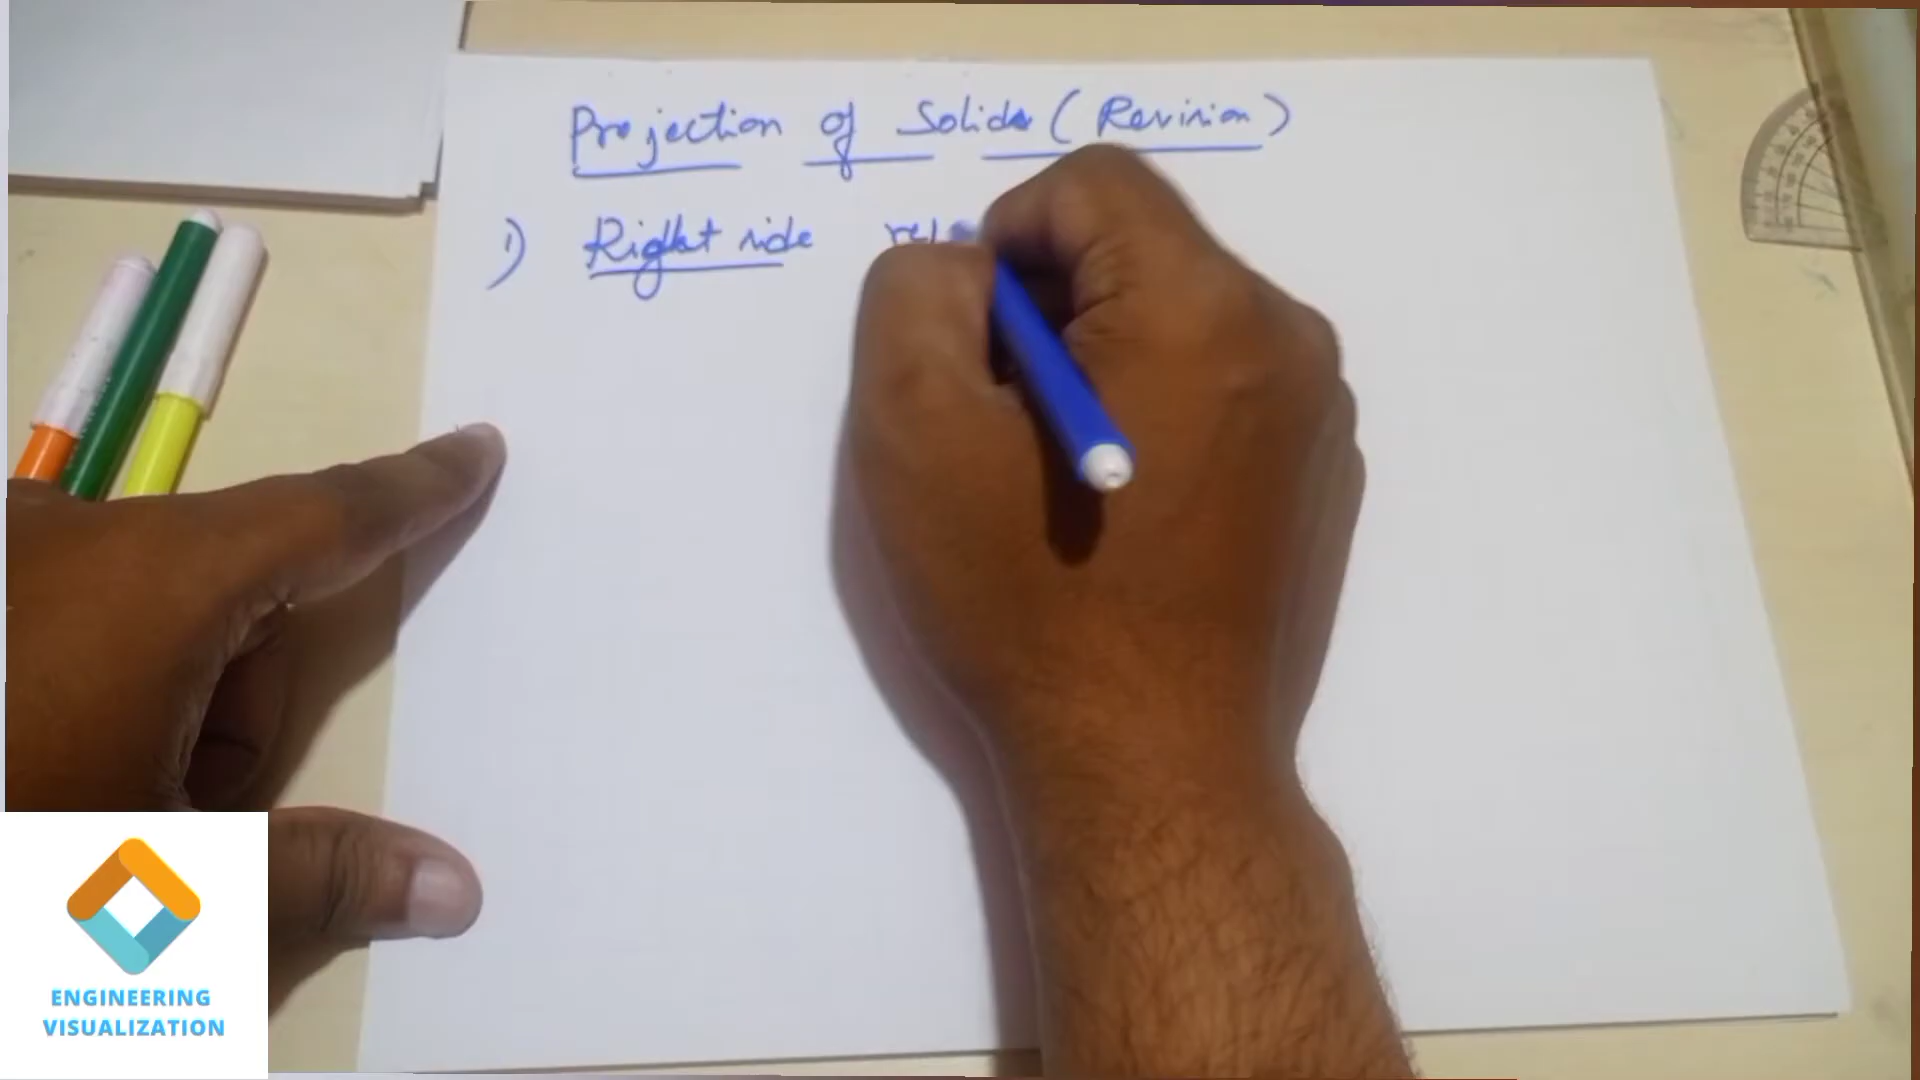 Projection of Solids (Revision)
1) Right side
ENGINEERING
VISUALIZATION